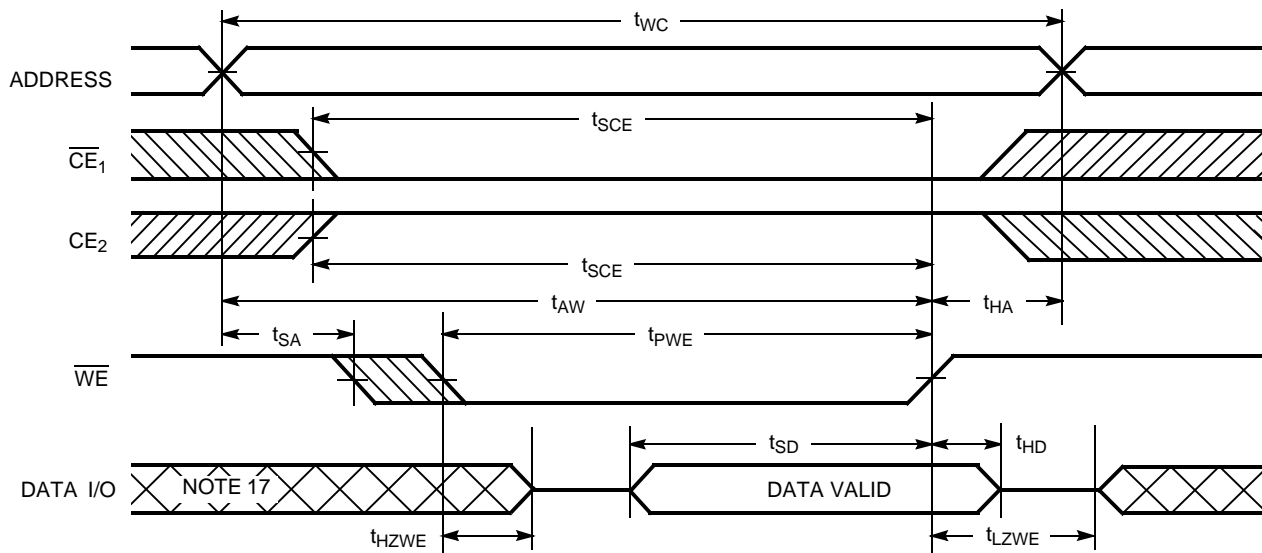 tWC
ADDRESS
tSCE
CE1
CE2
tSCE
tAW
tHA
tSA
tPWE
WE
tSD
tHD
DATA I/O
NOTE 17
DATA VALID
tHZWE
tLZWE